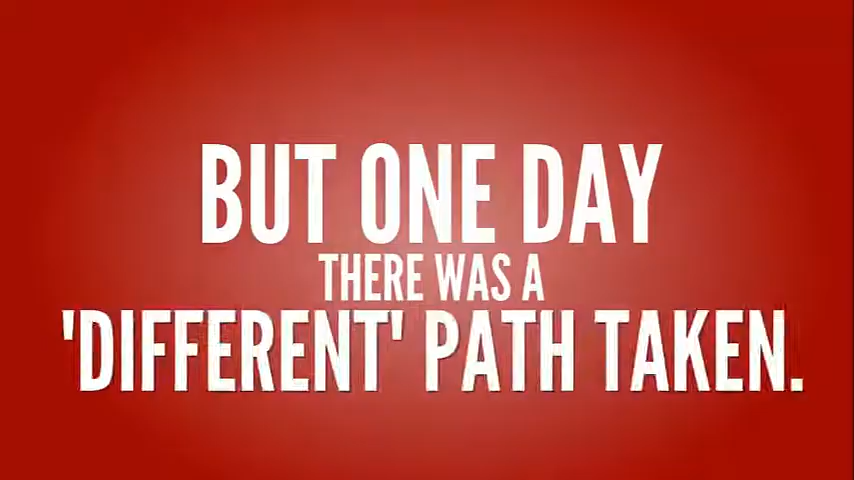 BUT ONE DAY
THERE WAS A
'DIFFERENT' PATH TAKEN.